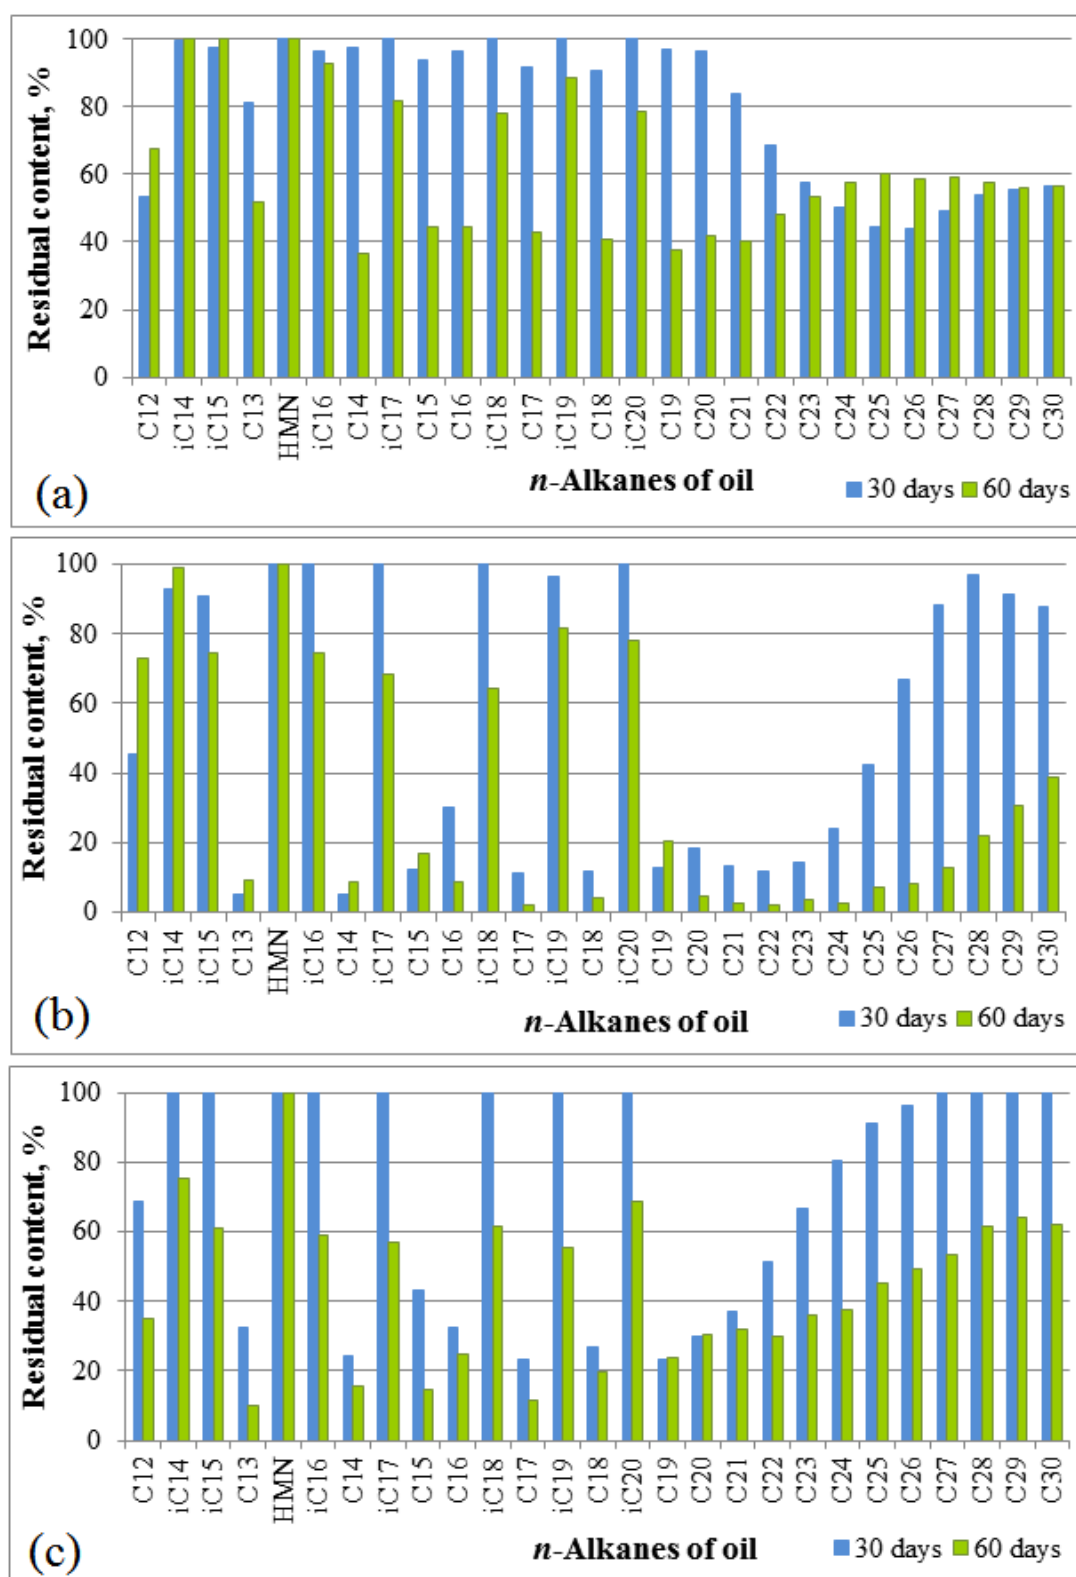 Residual content, %
100
80
60
40
20
0
C12 iC14 iC15 C13 HMN iC16 C14 iC17 C15 C16 iC18 C17 iC19 C18 iC20 C19 C20 C21 C22 C23 C24 C25 C26 C27 C28 C29 C30
(a)
n-Alkanes of oil
30 days 60 days
Residual content, %
100
80
60
40
20
0
C12 iC14 iC15 C13 HMN iC16 C14 iC17 C15 C16 iC18 C17 iC19 C18 iC20 C19 C20 C21 C22 C23 C24 C25 C26 C27 C28 C29 C30
(b)
n-Alkanes of oil
30 days 60 days
Residual content, %
100
80
60
40
20
0
C12 iC14 iC15 C13 HMN iC16 C14 iC17 C15 C16 iC18 C17 iC19 C18 iC20 C19 C20 C21 C22 C23 C24 C25 C26 C27 C28 C29 C30
(c)
n-Alkanes of oil
30 days 60 days